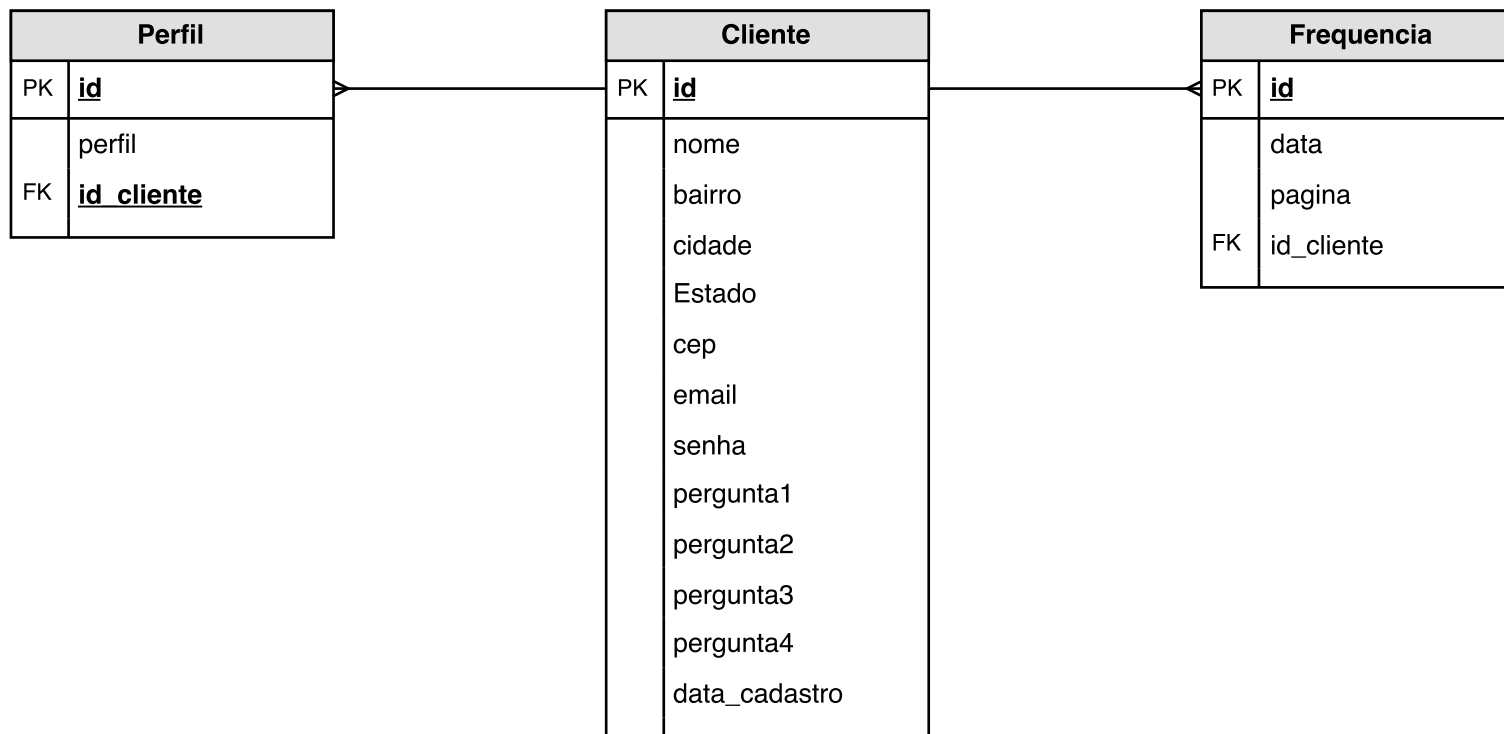 Perfil
PK id
perfil
FK id_cliente
Cliente
PK id
nome
bairro
cidade
Estado
cep
email
senha
pergunta1
pergunta2
pergunta3
pergunta4
data_cadastro
Frequencia
PK id
data
pagina
FK id_cliente